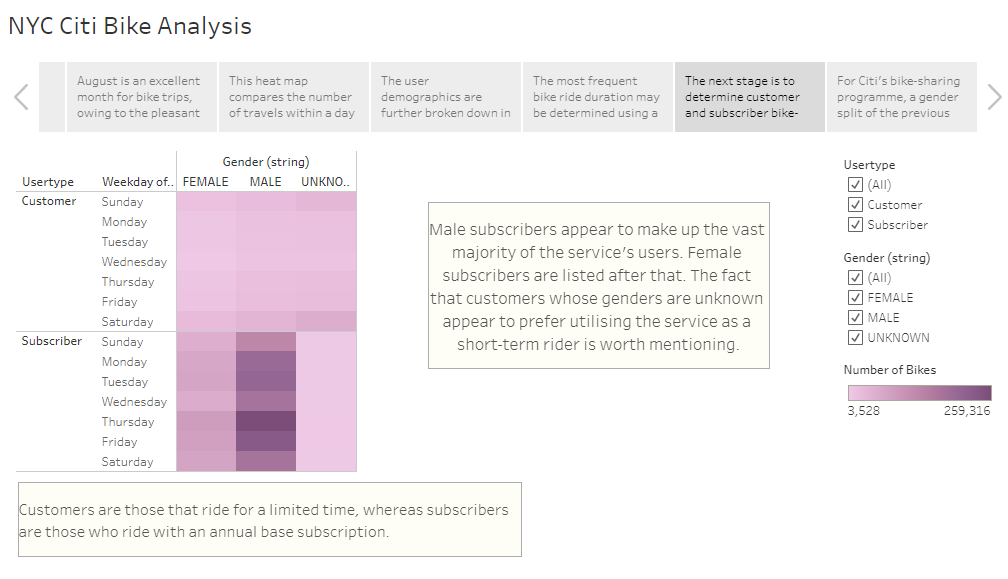 NYC Citi Bike Analysis
August is an excellent
month for bike trips,
owing to the pleasant
This heat map
compares the number
of travels within a day
The user
demographics are
further broken down in
The most frequent
bike ride duration may
be determined using a
The next stage is to
determine customer
and subscriber bike-
For Citi's bike-sharing
programme, a gender
split of the previous
Gender (string)
Usertype Weekday of.. FEMALE MALE UNKNO..
Customer Sunday
Monday
Tuesday
Wednesday
Thursday
Friday
Saturday
Subscriber Sunday
Monday
Tuesday
Wednesday
Thursday
Friday
Saturday
Male subscribers appear to make up the vast
majority of the service's users. Female
subscribers are listed after that. The fact
that customers whose genders are unknown
appear to prefer utilising the service as a
short-term rider is worth mentioning.
Usertype
(All)
Customer
Subscriber
Gender (string)
(All)
FEMALE
MALE
UNKNOWN
Number of Bikes
3,528 259,316
Customers are those that ride for a limited time, whereas subscribers
are those who ride with an annual base subscription.